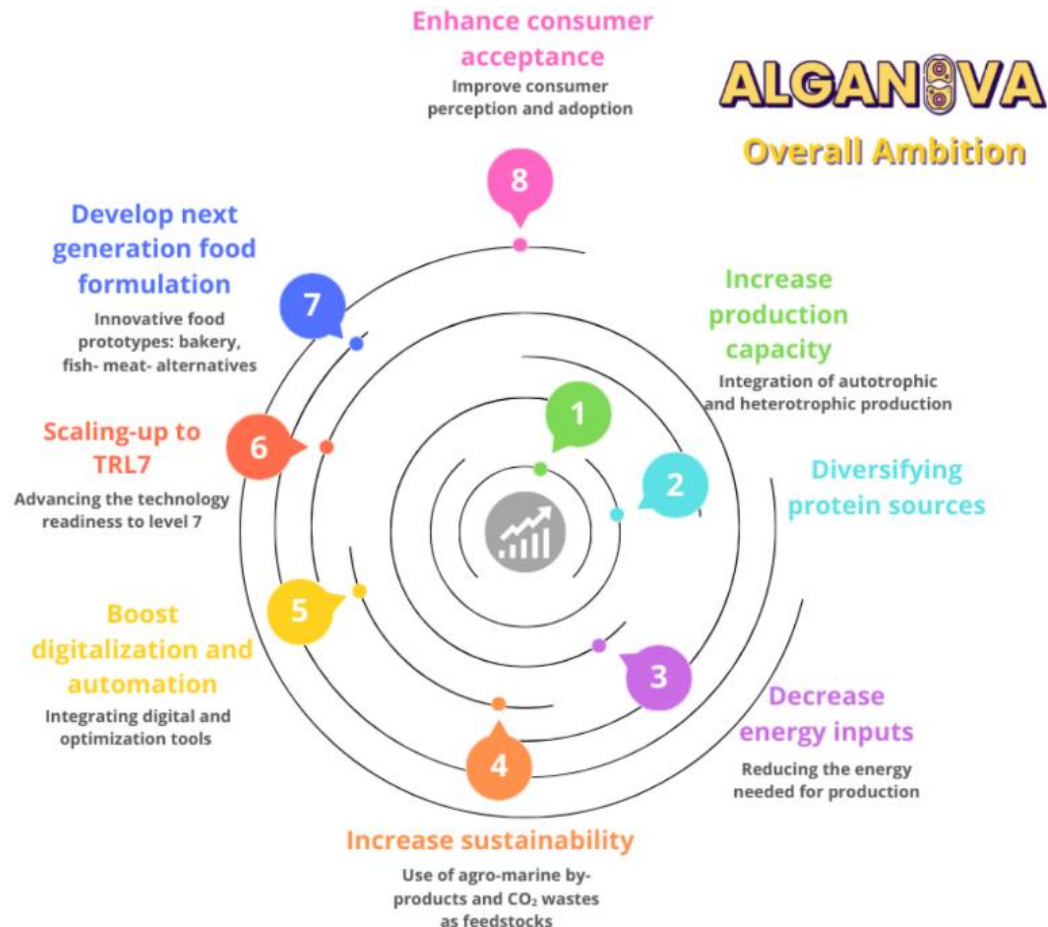 ALGANOVA
Overall Ambition
1
Increase
production
capacity
Integration of autotrophic
and heterotrophic production
2
Diversifying
protein sources
3
Decrease
energy inputs
Reducing the energy
needed for production
4
Increase sustainability
Use of agro-marine by-
products and CO₂ wastes
as feedstocks
5
Boost
digitalization and
automation
Integrating digital and
optimization tools
6
Scaling-up to
TRL7
Advancing the technology
readiness to level 7
7
Develop next
generation food
formulation
Innovative food
prototypes: bakery,
fish- meat- alternatives
8
Enhance consumer
acceptance
Improve consumer
perception and adoption